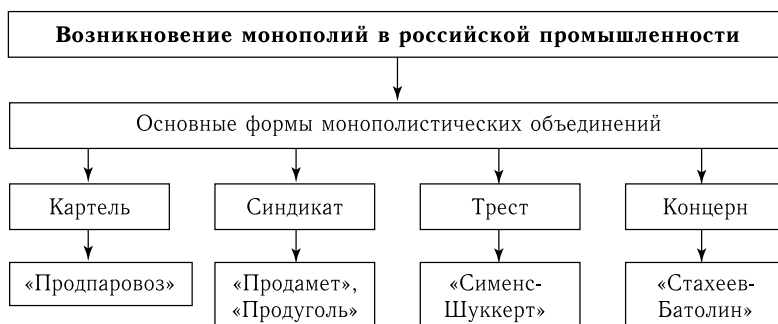 Возникновение монополий в российской промышленности
Основные формы монополистических объединений
Картель
Синдикат
Трест
Концерн
«Продпаровоз»
«Продамет»,
«Продуголь»
«Сименс-
Шуккерт»
«Стахеев-
Батолин»